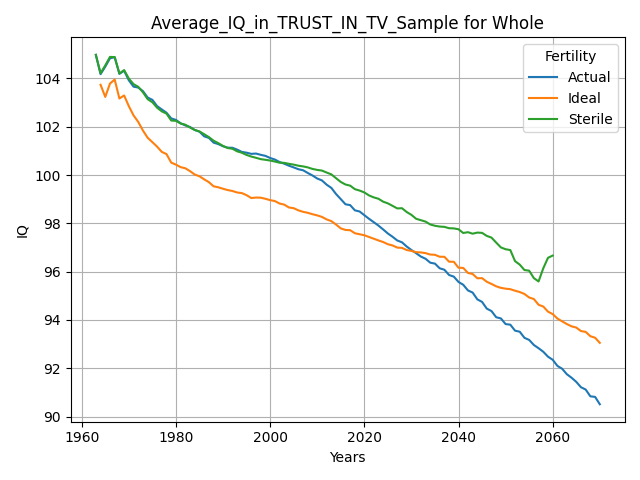 Average_IQ_in_TRUST_IN_TV_Sample for Whole
Fertility
Actual
Ideal
Sterile
IQ
104
102
100
98
96
94
92
90
1960
1980
2000
2020
2040
2060
Years